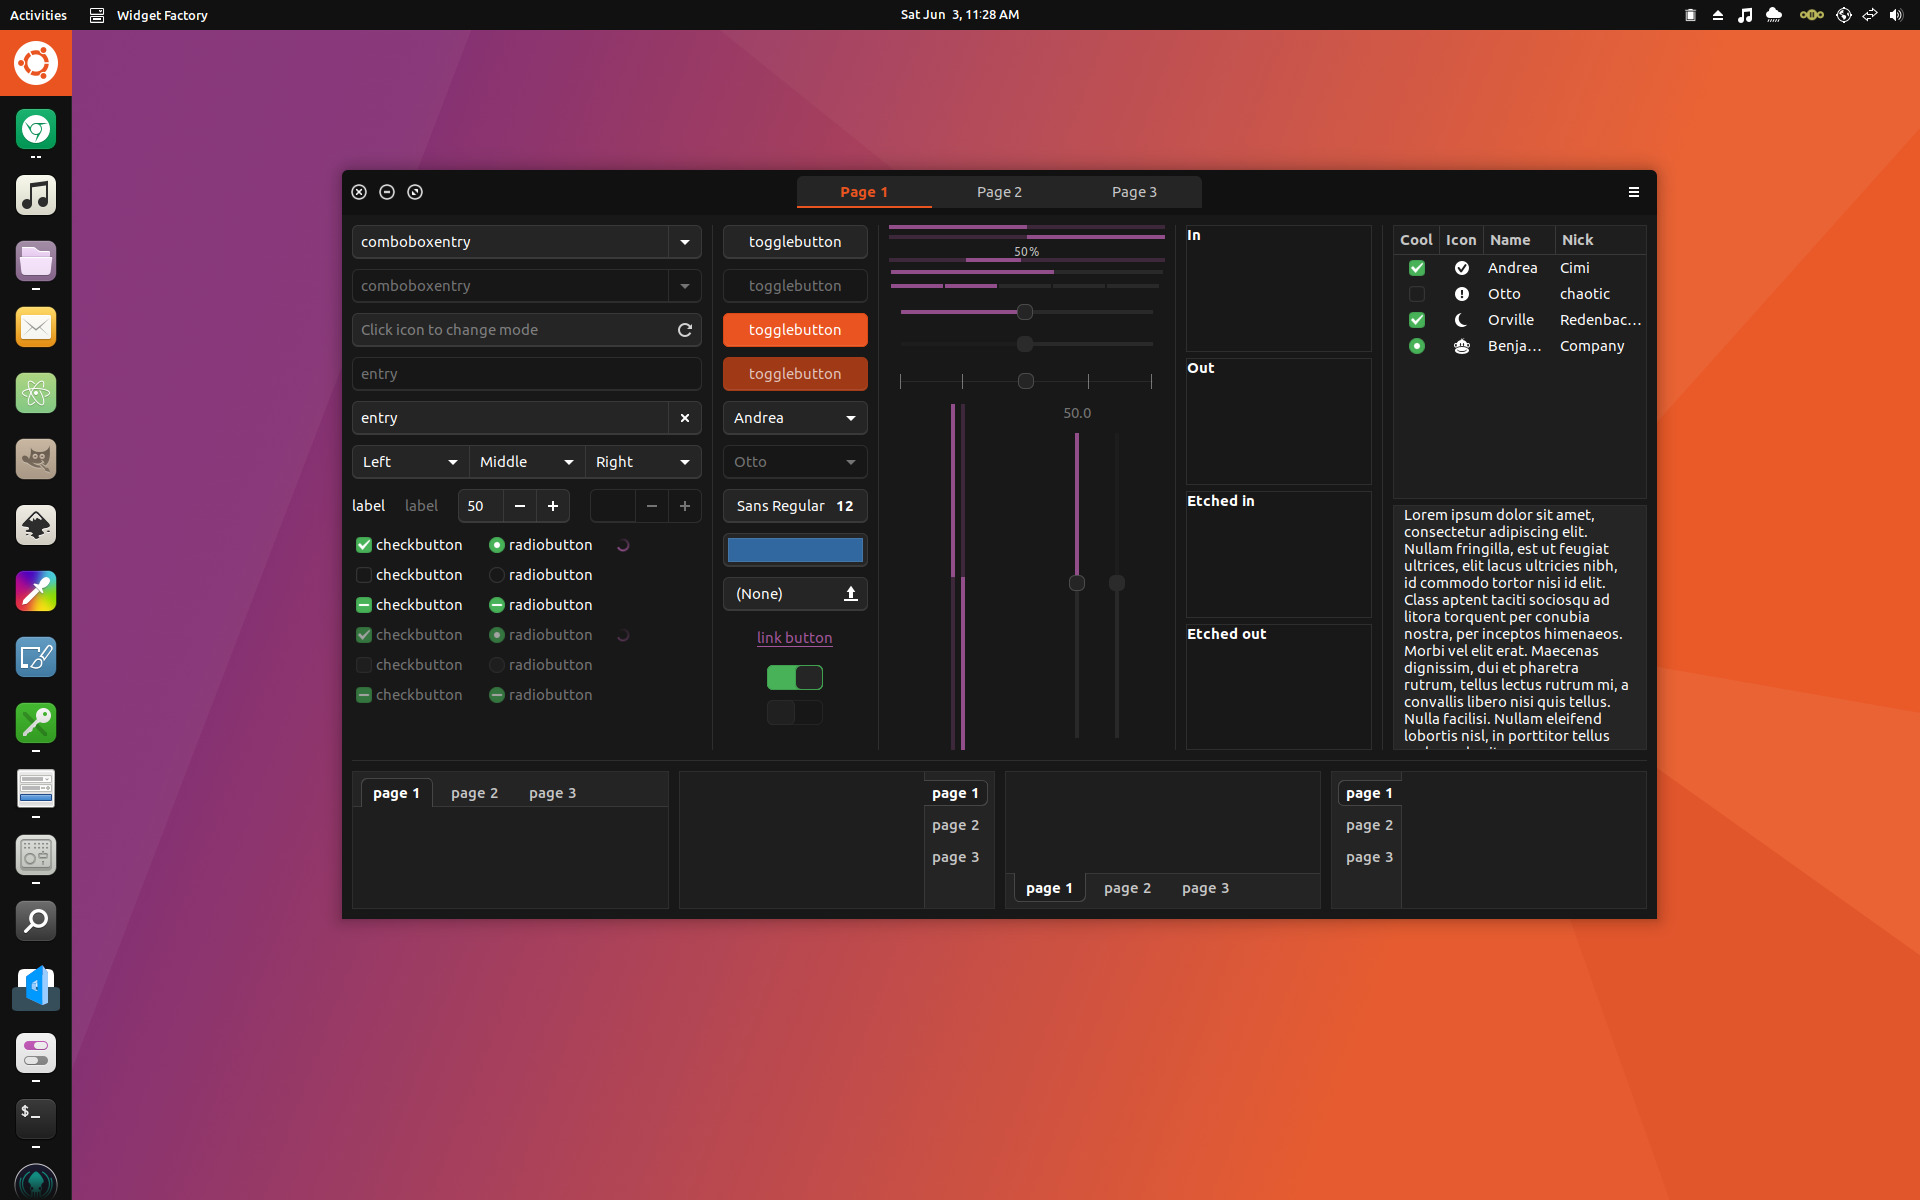 Activities
Widget Factory
Sat Jun 3, 11:28 AM
Page 1
Page 2
Page 3
comboboxentry
comboboxentry
Click icon to change mode
entry
entry
Left
Middle
Right
label
label
50
checkbutton
radiobutton
checkbutton
radiobutton
checkbutton
radiobutton
checkbutton
radiobutton
checkbutton
radiobutton
checkbutton
radiobutton
togglebutton
togglebutton
togglebutton
togglebutton
Andrea
Otto
Sans Regular 12
(None)
link button
50%
50.0
In
Out
Etched in
Etched out
Cool Icon Name Nick
Andrea Cimi
Otto chaotic
Orville Redenbac...
Benja... Company
Lorem ipsum dolor sit amet,
consectetur adipiscing elit.
Nullam fringilla, est ut feugiat
ultrices, elit lacus ultricies nibh,
id commodo tortor nisi id elit.
Class aptent taciti sociosqu ad
litora torquent per conubia
nostra, per inceptos himenaeos.
Morbi vel elit erat. Maecenas
dignissim, dui et pharetra
rutrum, tellus lectus rutrum mi, a
convallis libero nisi quis tellus.
Nulla facilisi. Nullam eleifend
lobortis nisl, in porttitor tellus
page 1
page 2
page 3
page 1
page 2
page 3
page 1
page 2
page 3
page 1
page 2
page 3
$_